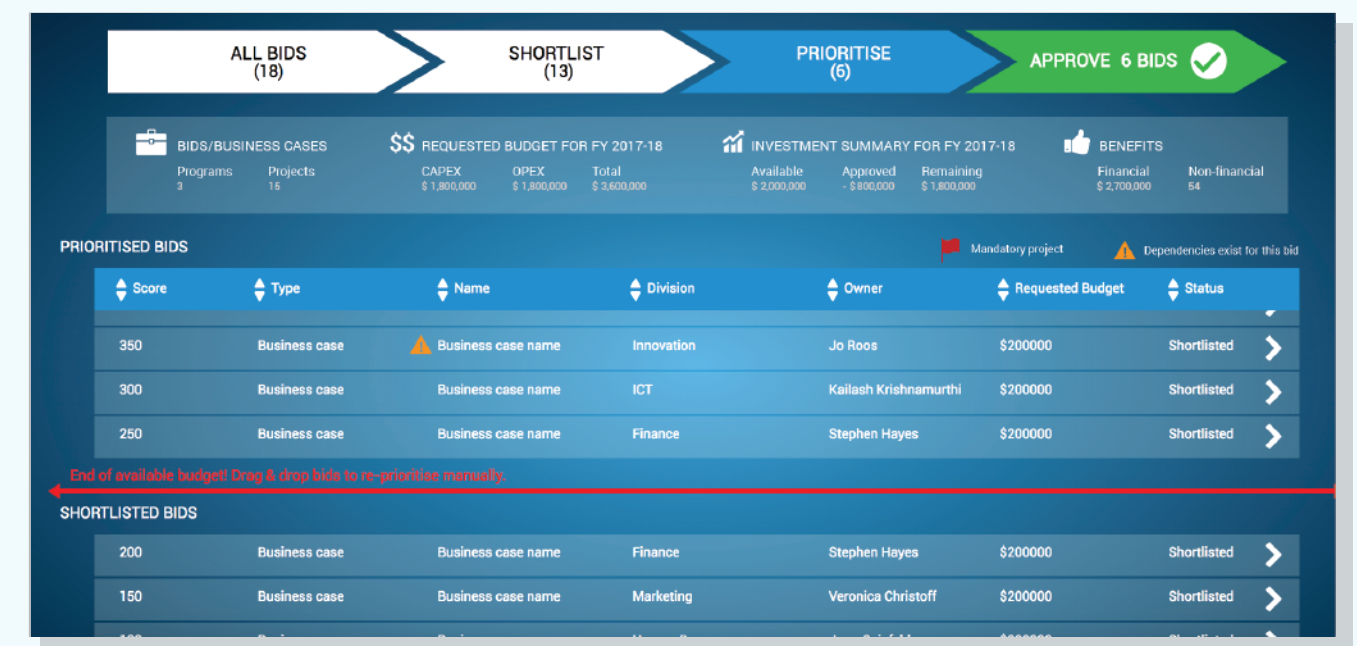 ALL BIDS
(18)
SHORTLIST
(13)
PRIORITISE
(6)
APPROVE 6 BIDS
BIDS/BUSINESS CASES
Programs Projects
3 15
$$ REQUESTED BUDGET FOR FY 2017-18
CAPEX OPEX Total
$ 1,800,000 $ 1,800,000 $ 3,600,000
INVESTMENT SUMMARY FOR FY 2017-18
Available Approved Remaining
$ 2,000,000 - $ 800,000 $ 1,800,000
BENEFITS
Financial Non-financial
$ 2,700,000 54
PRIORITISED BIDS
Mandatory project
Dependencies exist for this bid
Score Type Name Division Owner Requested Budget Status
350 Business case Business case name Innovation Jo Roos $200000 Shortlisted
300 Business case Business case name ICT Kailash Krishnamurthi $200000 Shortlisted
250 Business case Business case name Finance Stephen Hayes $200000 Shortlisted
End of available budget! Drag & drop bids to re-prioritise manually.
SHORTLISTED BIDS
200 Business case Business case name Finance Stephen Hayes $200000 Shortlisted
150 Business case Business case name Marketing Veronica Christoff $200000 Shortlisted